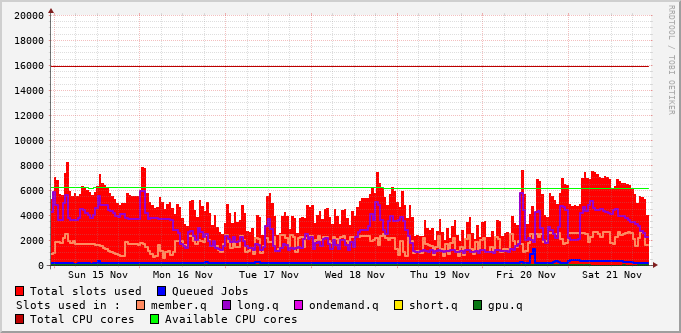 20000
18000
16000
14000
12000
10000
8000
6000
4000
2000
0
Sun 15 Nov Mon 16 Nov Tue 17 Nov Wed 18 Nov Thu 19 Nov Fri 20 Nov Sat 21 Nov
Total slots used Queued Jobs
Slots used in : member.q long.q ondemand.q short.q gpu.q
Total CPU cores Available CPU cores
RRDTOOL / TOBI OETIKER